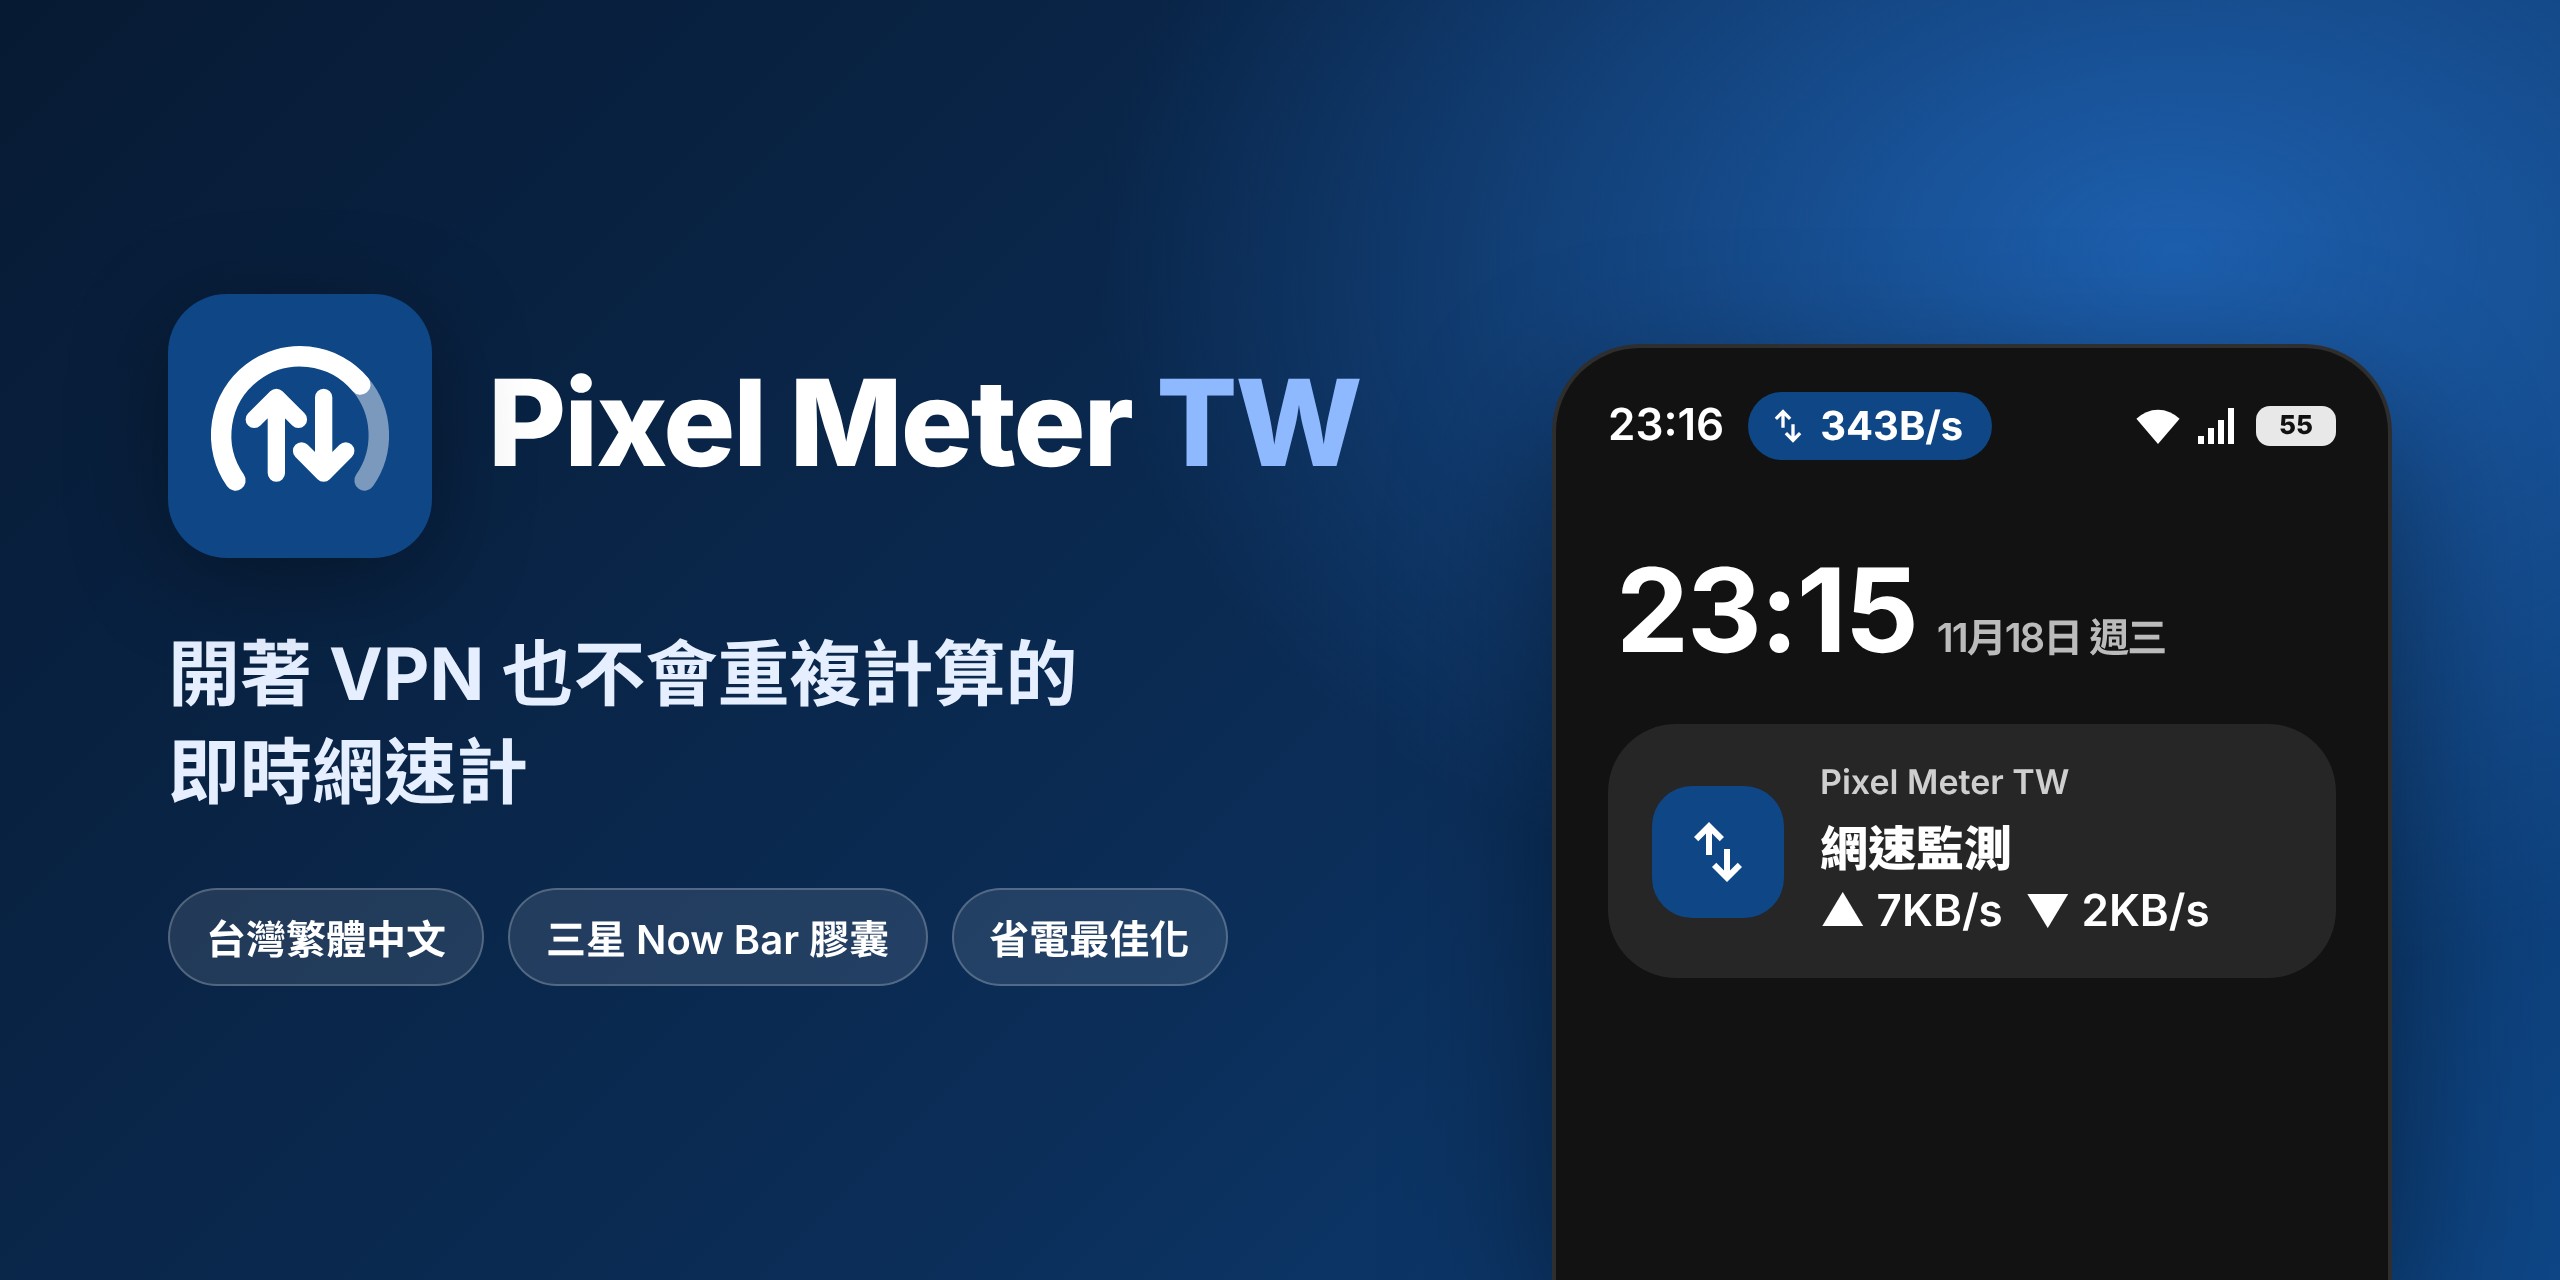 Pixel Meter TW
開著 VPN 也不會重複計算的
即時網速計
台灣繁體中文
三星 Now Bar 膠囊
省電最佳化
23:16
343B/s
55
23:15 11月18日 週三
Pixel Meter TW
網速監測
▲ 7KB/s ▼ 2KB/s